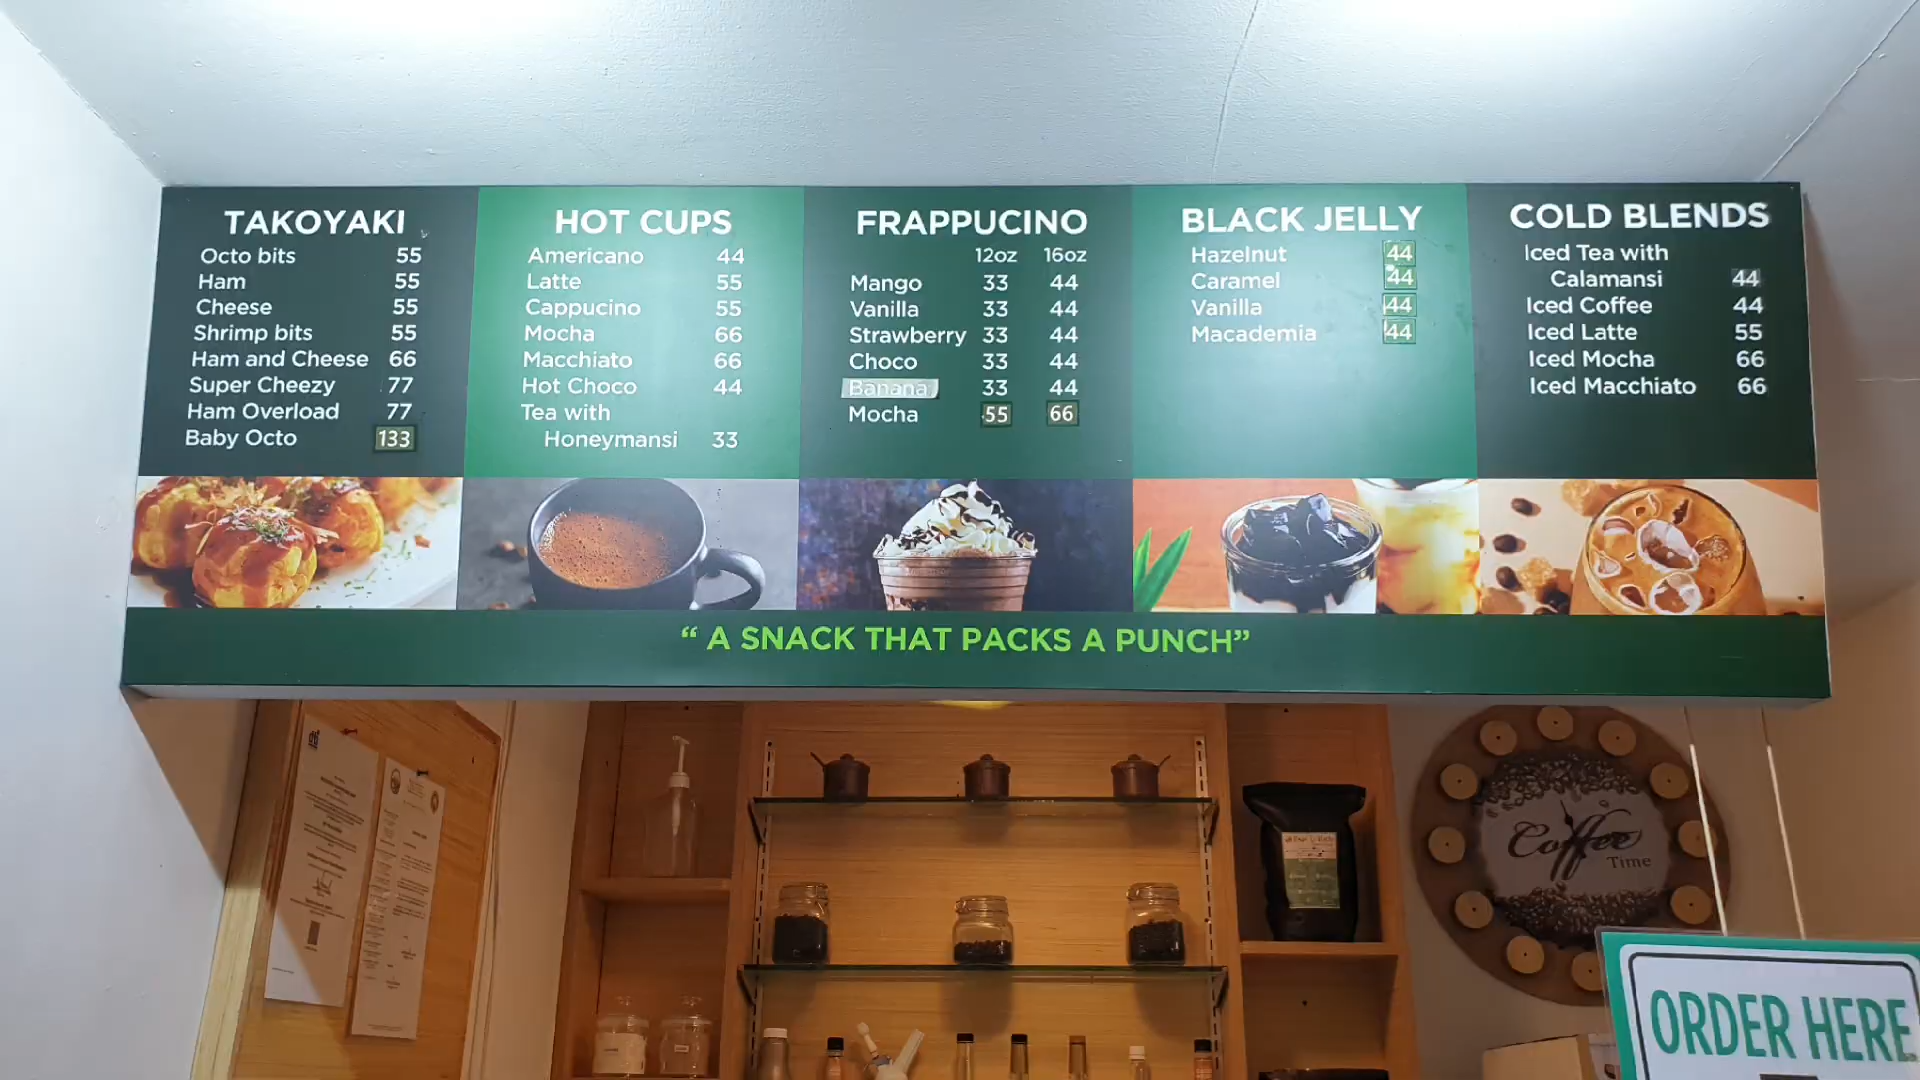 TAKOYAKI
Octo bits 55
Ham 55
Cheese 55
Shrimp bits 55
Ham and Cheese 66
Super Cheezy 77
Ham Overload 77
Baby Octo 133
HOT CUPS
Americano 44
Latte 55
Cappucino 55
Mocha 66
Macchiato 66
Hot Choco 44
Tea with
Honeymansi 33
FRAPPUCINO
12oz 16oz
Mango 33 44
Vanilla 33 44
Strawberry 33 44
Choco 33 44
Banana 33 44
Mocha 55 66
BLACK JELLY
Hazelnut 44
Caramel 44
Vanilla 44
Macademia 44
COLD BLENDS
Iced Tea with
Calamansi 44
Iced Coffee 44
Iced Latte 55
Iced Mocha 66
Iced Macchiato 66
“ A SNACK THAT PACKS A PUNCH”
Coffee
Time
ORDER HERE